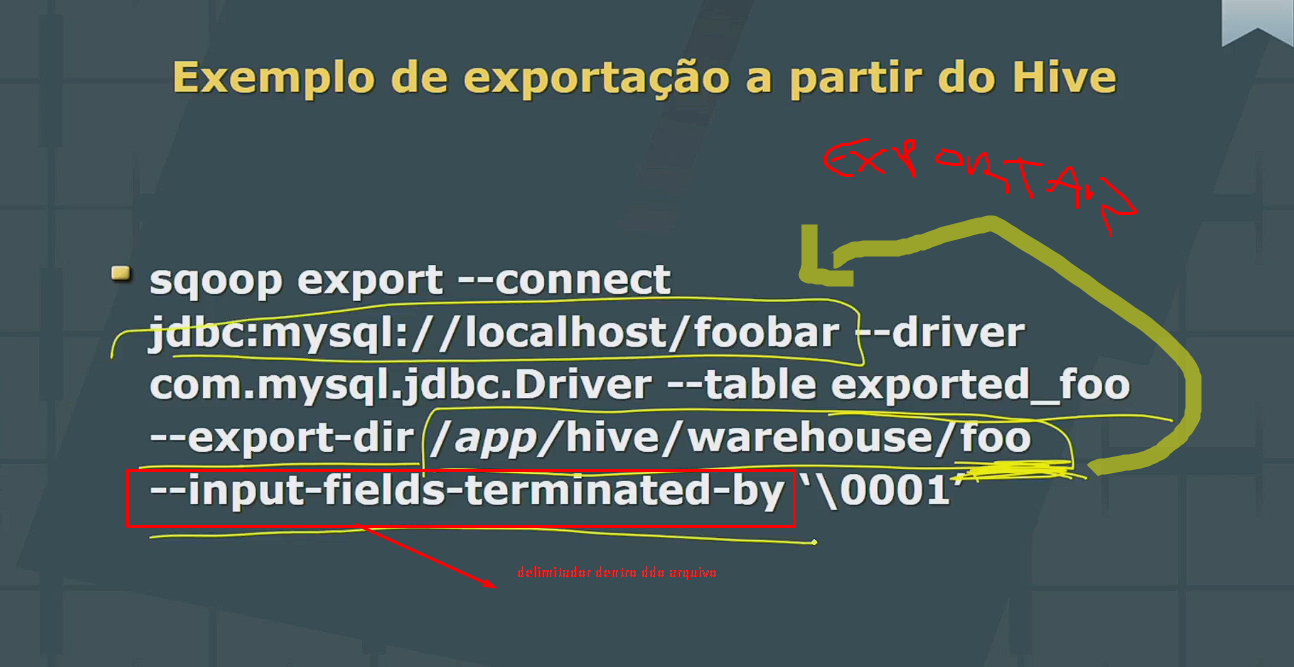 Exemplo de exportação a partir do Hive
EXPORTAR
sqoop export --connect
jdbc:mysql://localhost/foobar --driver
com.mysql.jdbc.Driver --table exported_foo
--export-dir /app/hive/warehouse/foo
--input-fields-terminated-by ‘\0001’
delimitador dentro ddo arquivo